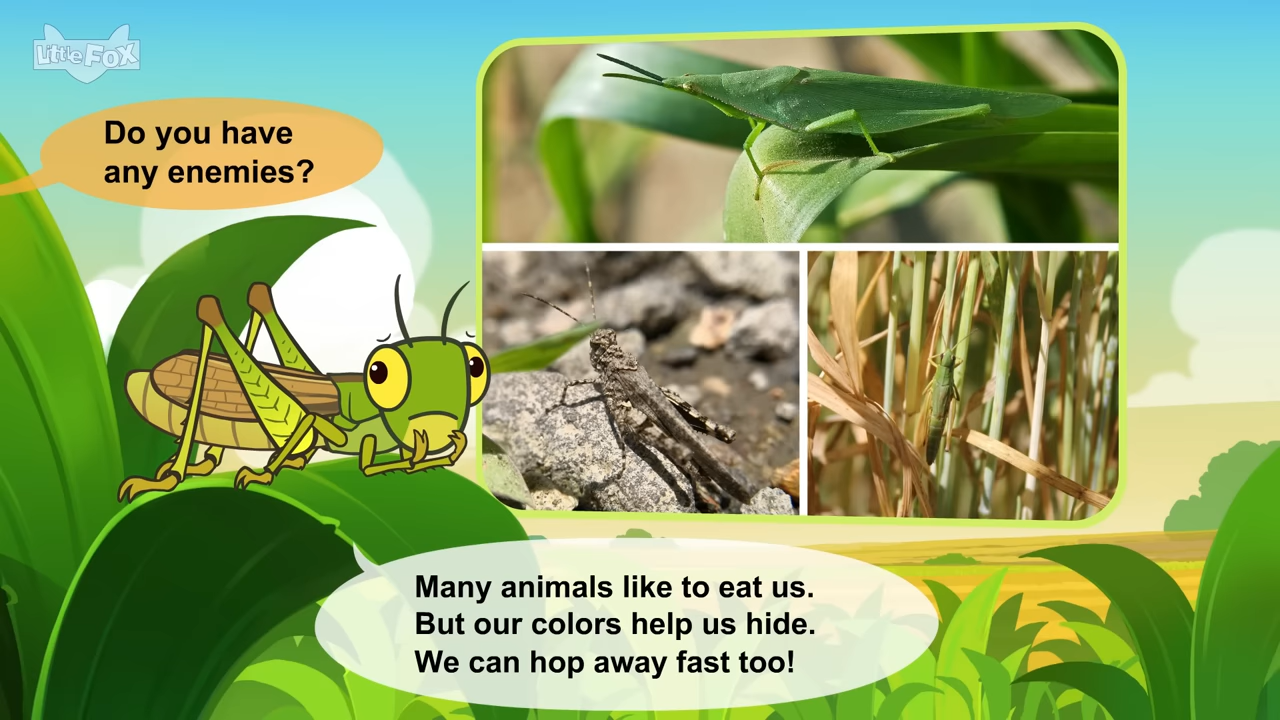 Little Fox
Do you have
any enemies?
Many animals like to eat us.
But our colors help us hide.
We can hop away fast too!